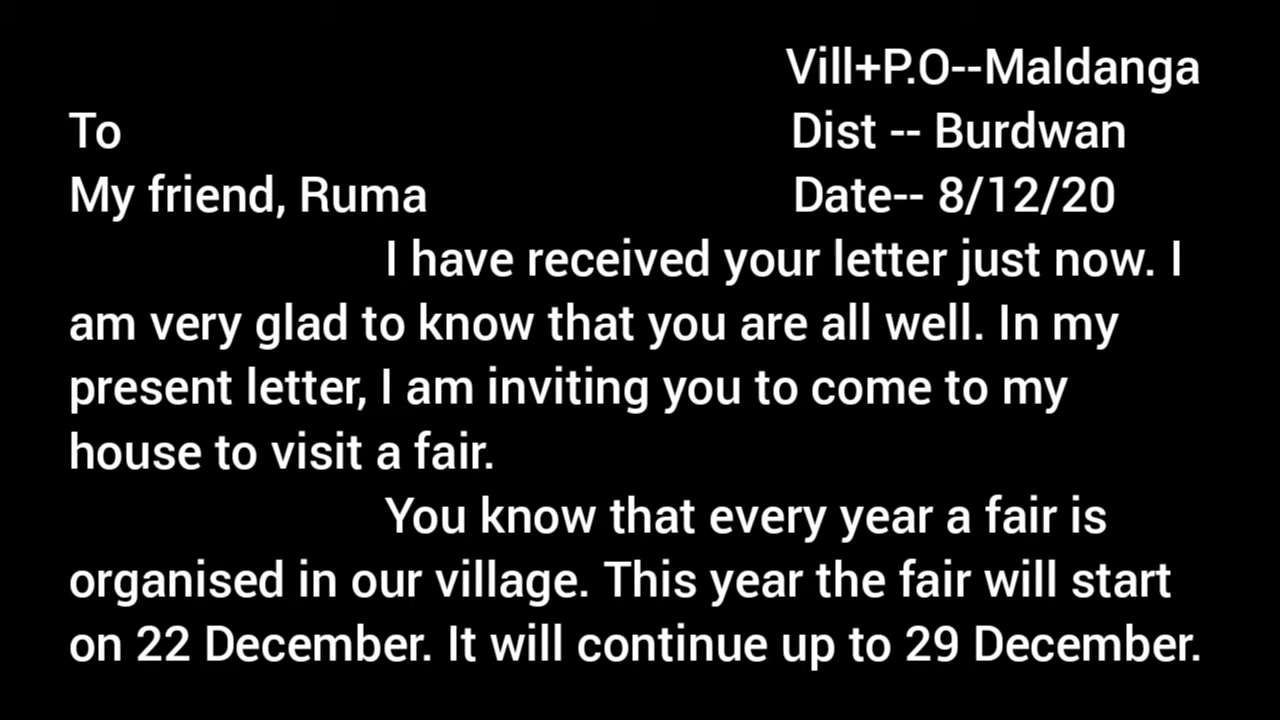 Vill+P.O--Maldanga
To Dist -- Burdwan
My friend, Ruma Date-- 8/12/20
I have received your letter just now. I
am very glad to know that you are all well. In my
present letter, I am inviting you to come to my
house to visit a fair.
You know that every year a fair is
organised in our village. This year the fair will start
on 22 December. It will continue up to 29 December.